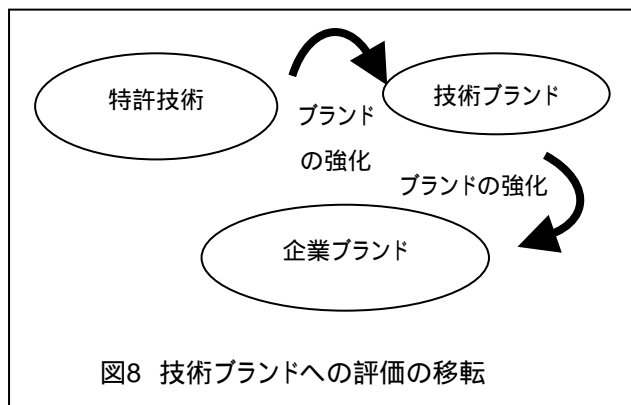 特許技術
技術ブランド
ブランド
の強化
ブランドの強化
企業ブランド
図8 技術ブランドへの評価の移転